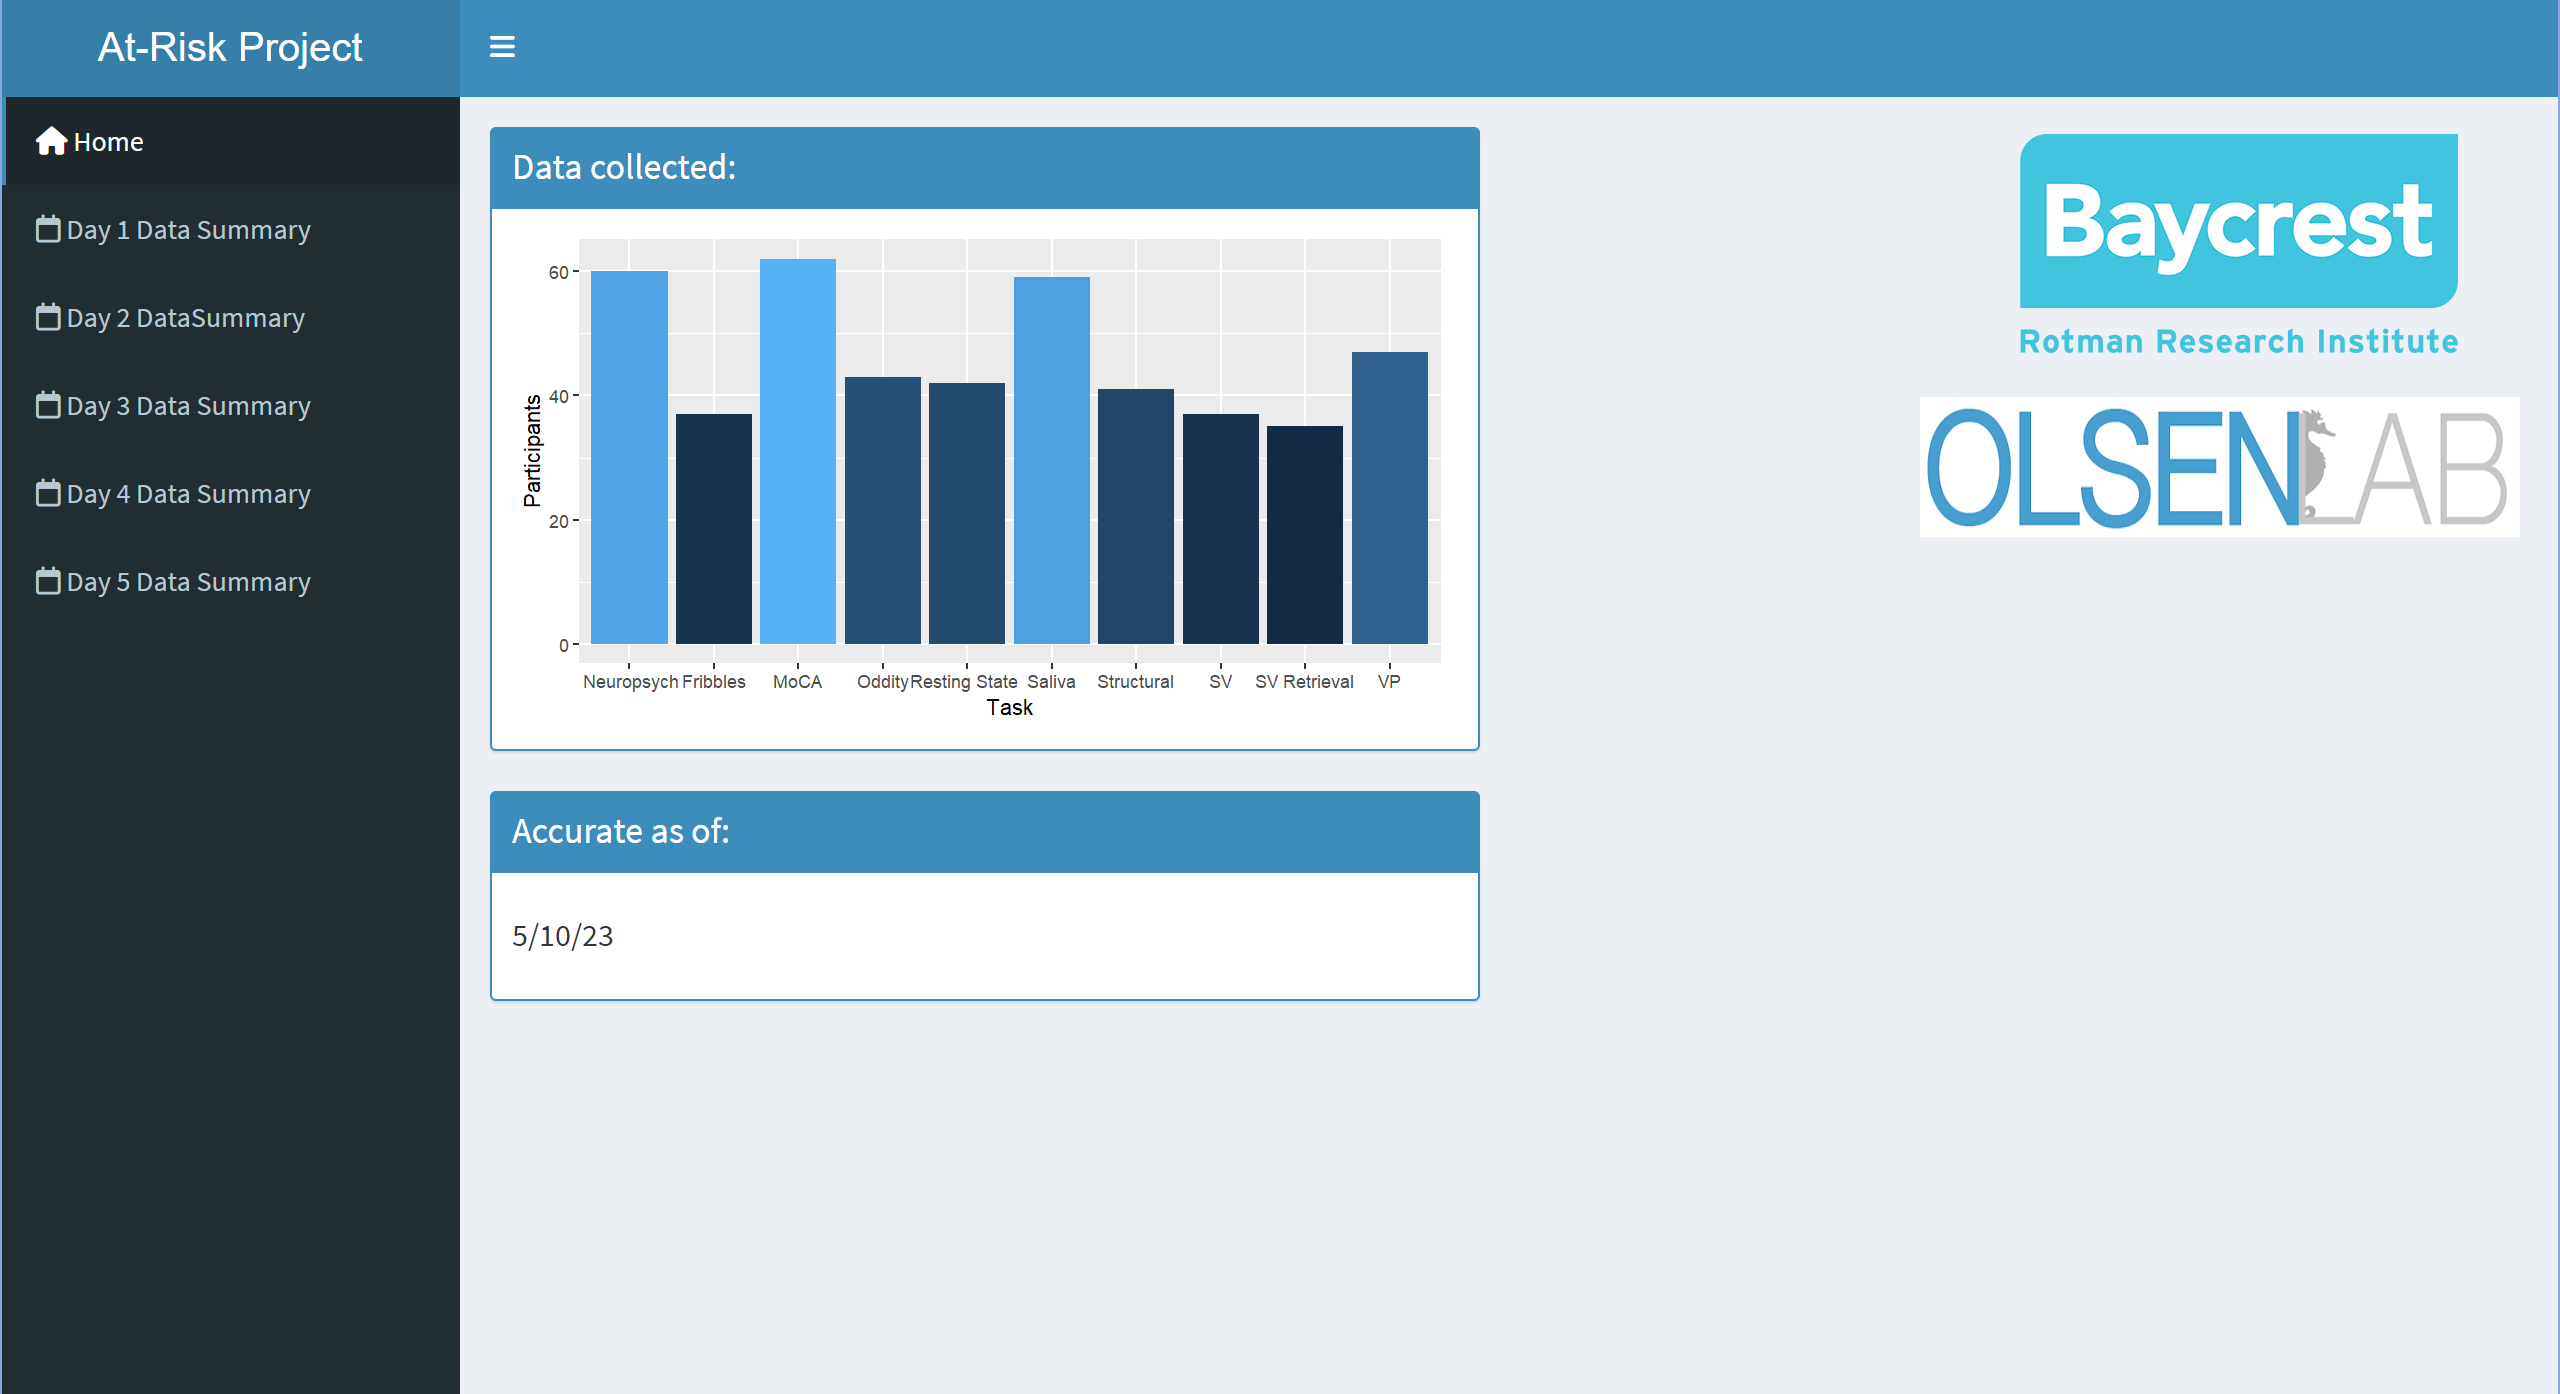 At-Risk Project
Home
Day 1 Data Summary
Day 2 DataSummary
Day 3 Data Summary
Day 4 Data Summary
Day 5 Data Summary
Data collected:
Participants
60
40
20
0
Neuropsych Fribbles MoCA Oddity Resting State Saliva Structural SV SV Retrieval VP
Task
Accurate as of:
5/10/23
Baycrest
Rotman Research Institute
OLSENLAB